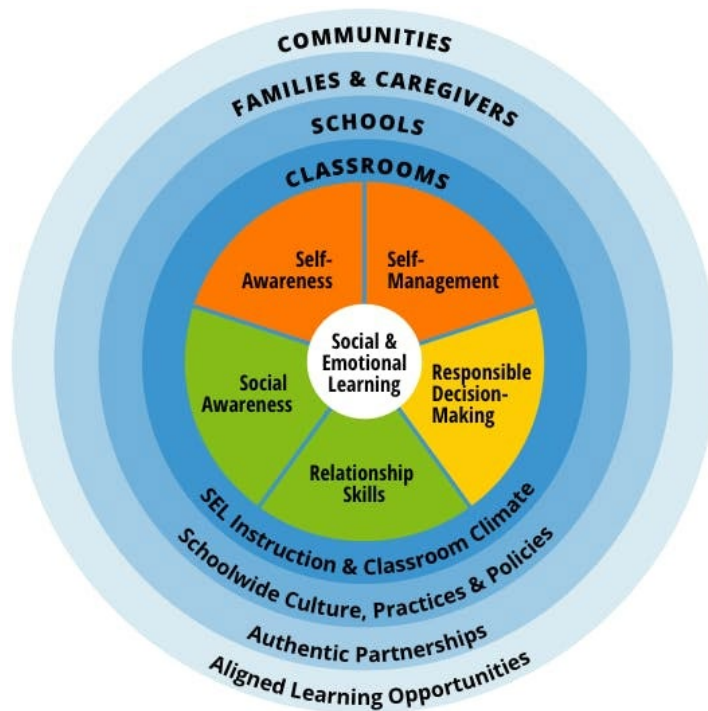 COMMUNITIES
FAMILIES & CAREGIVERS
SCHOOLS
CLASSROOMS
Self-
Awareness
Self-
Management
Social &
Emotional
Learning
Social
Awareness
Responsible
Decision-
Making
Relationship
Skills
SEL Instruction & Classroom Climate
Schoolwide Culture, Practices & Policies
Authentic Partnerships
Aligned Learning Opportunities